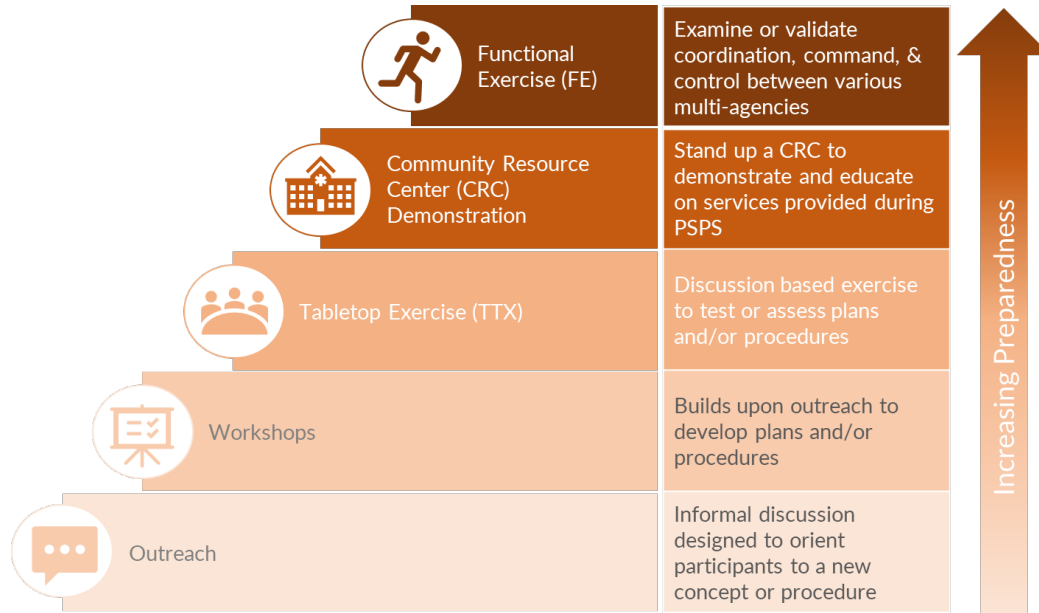 Functional
Exercise (FE)
Examine or validate
coordination, command, &
control between various
multi-agencies
Community Resource
Center (CRC)
Demonstration
Stand up a CRC to
demonstrate and educate
on services provided during
PSPS
Tabletop Exercise (TTX)
Discussion based exercise
to test or assess plans
and/or procedures
Workshops
Builds upon outreach to
develop plans and/or
procedures
Outreach
Informal discussion
designed to orient
participants to a new
concept or procedure
Increasing Preparedness